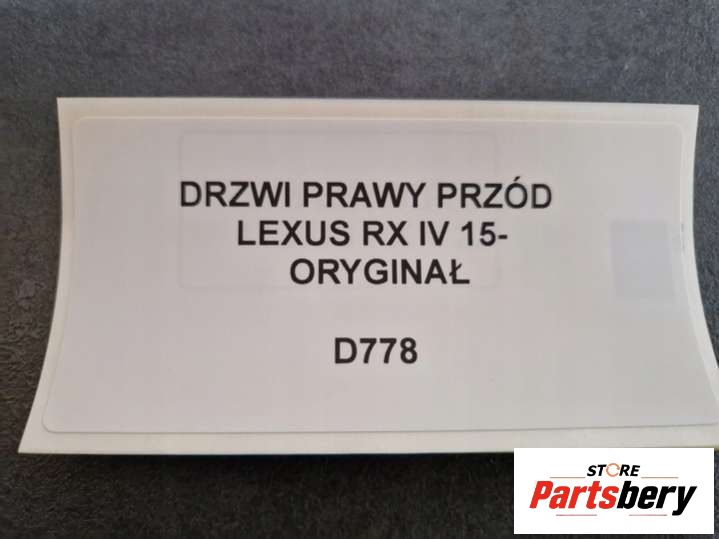 DRZWI PRAWY PRZÓD
LEXUS RX IV 15-
ORYGINAŁ
D778
STORE
Partsbery